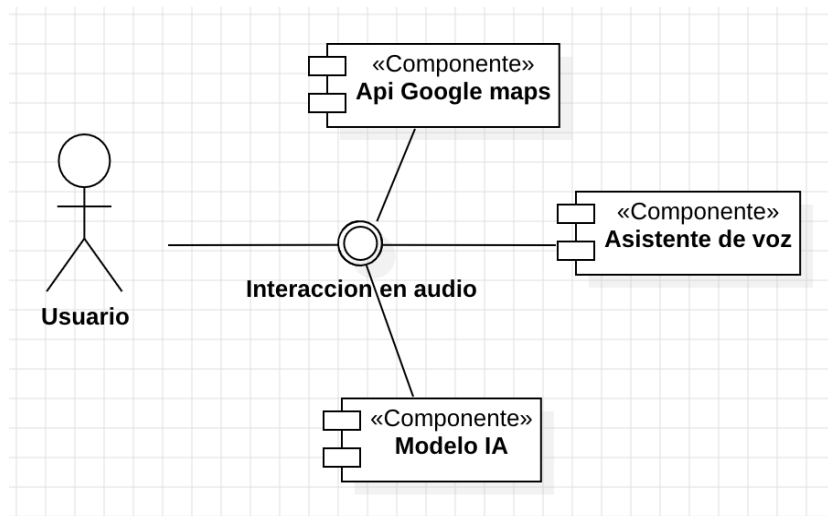 «Componente»
Api Google maps
«Componente»
Asistente de voz
Interaccion en audio
Usuario
«Componente»
Modelo IA